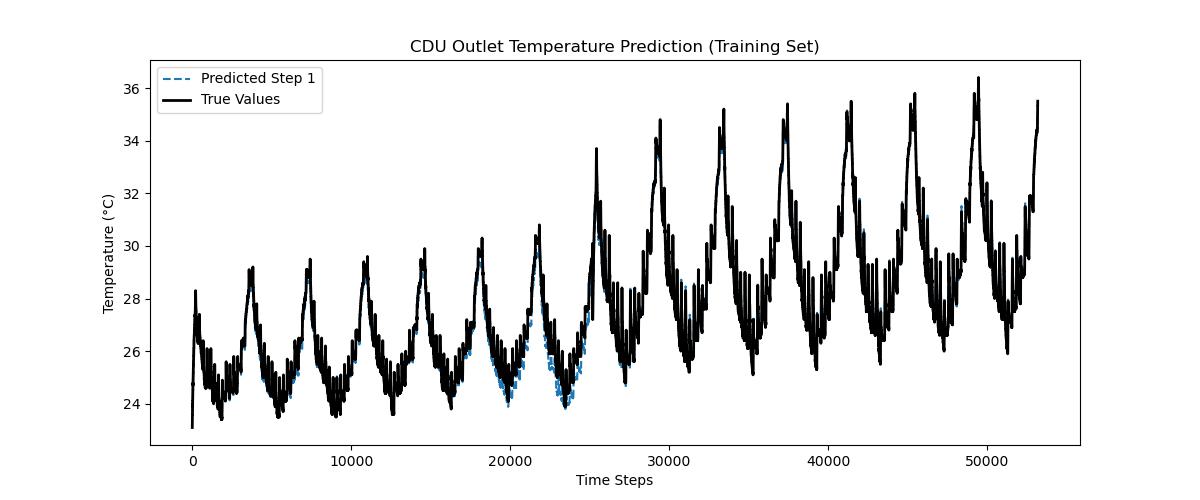 CDU Outlet Temperature Prediction (Training Set)
Predicted Step 1
True Values
Temperature (°C)
36
34
32
30
28
26
24
0 10000 20000 30000 40000 50000
Time Steps